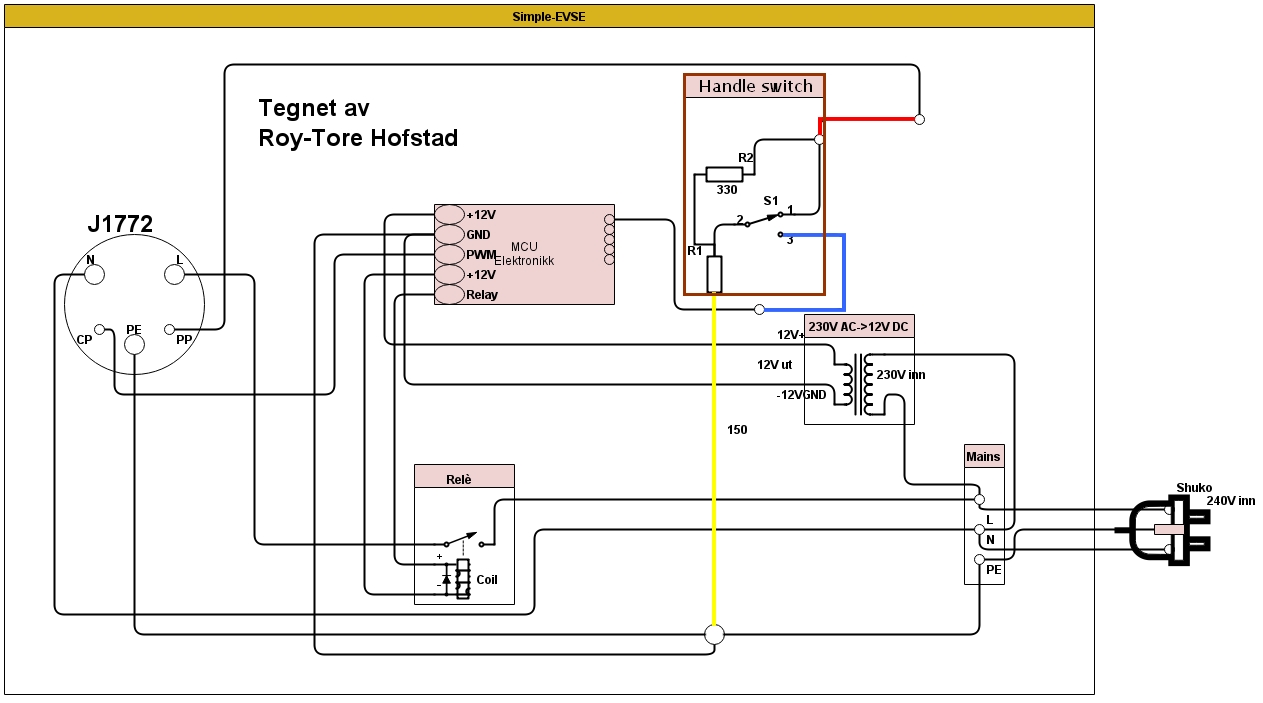 Simple-EVSE
Tegnet av
Roy-Tore Hofstad
Handle switch
R2
330
S1
1
2
3
R1
J1772
N
L
CP
PE
PP
+12V
GND
PWM
+12V
Relay
MCU
Elektronikk
230V AC->12V DC
12V+
12V ut
230V inn
-12VGND
150
Relè
+
-
Coil
Mains
L
N
PE
Shuko
240V inn